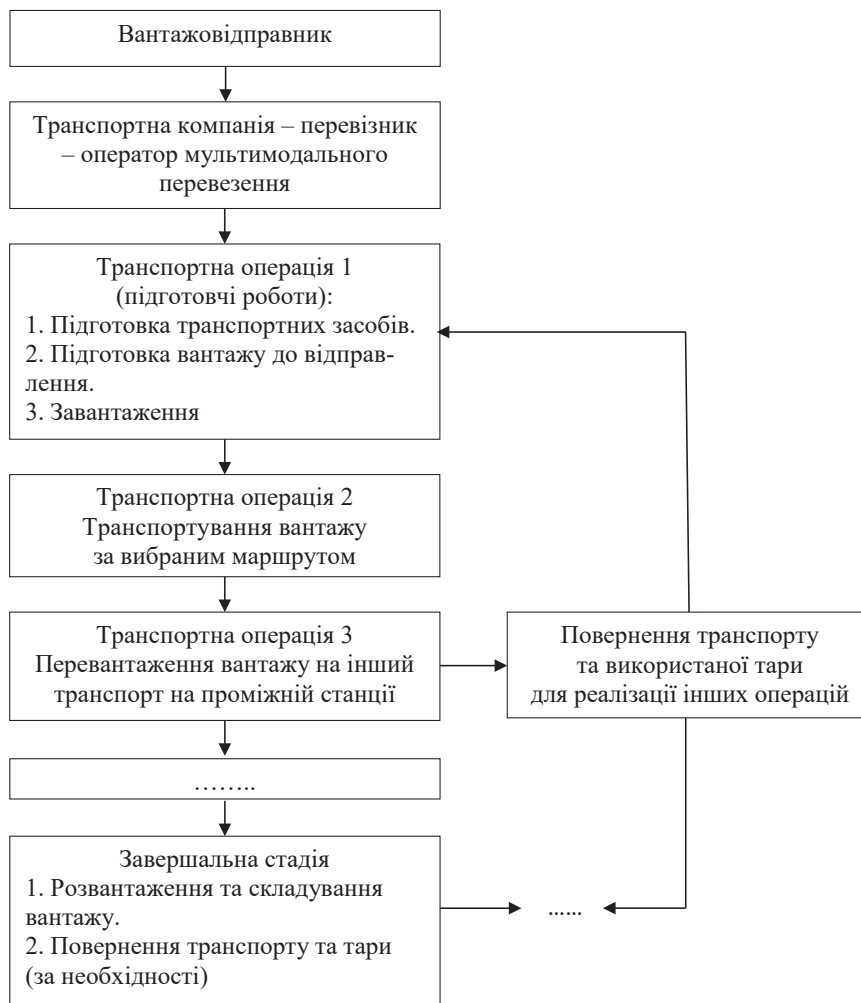 Вантажовідправник
Транспортна компанія – перевізник
– оператор мультимодального
перевезення
Транспортна операція 1
(підготовчі роботи):
1. Підготовка транспортних засобів.
2. Підготовка вантажу до відправ-
лення.
3. Завантаження
Транспортна операція 2
Транспортування вантажу
за вибраним маршрутом
Транспортна операція 3
Перевантаження вантажу на інший
транспорт на проміжній станції
Повернення транспорту
та використаної тари
для реалізації інших операцій
……..
Завершальна стадія
1. Розвантаження та складування
вантажу.
2. Повернення транспорту та тари
(за необхідності)
......